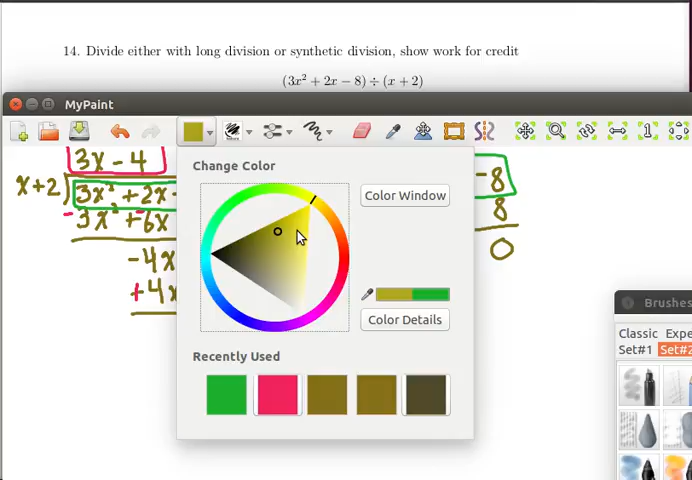 14. Divide either with long division or synthetic division, show work for credit
(3x² + 2x − 8) ÷ (x + 2)
MyPaint
3x - 4
x+2) 3x² + 2x -
3x² + 6x
-4x
+4x
-8
8
0
Change Color
Color Window
Color Details
Recently Used
Brushes
Classic Expe
Set#1 Set#2